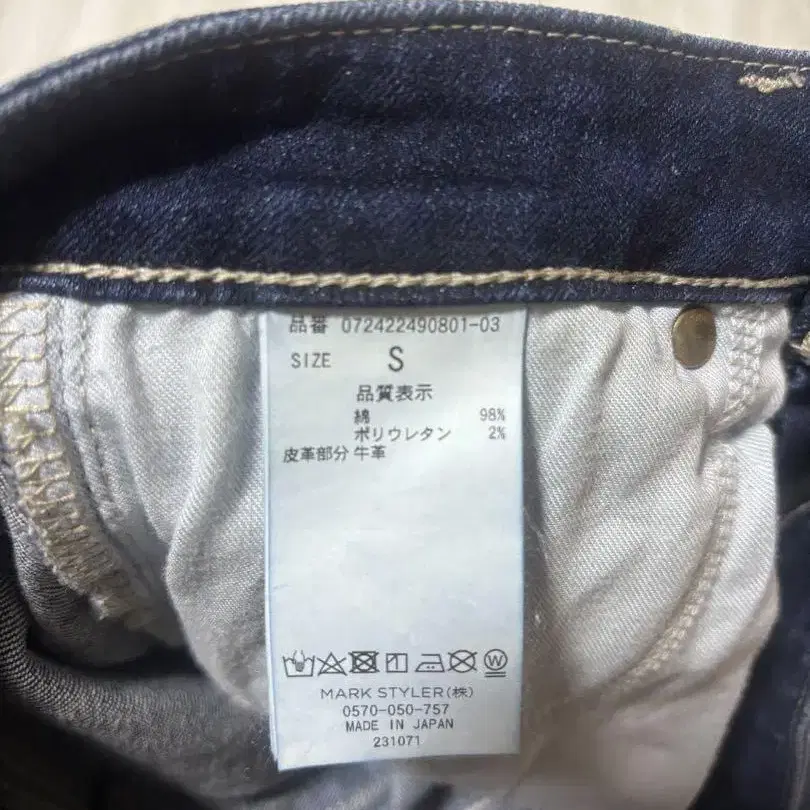 品番 072422490801-03
SIZE S
品質表示
綿 98%
ポリウレタン 2%
皮革部分 牛革
W
MARK STYLER(株)
0570-050-757
MADE IN JAPAN
231071